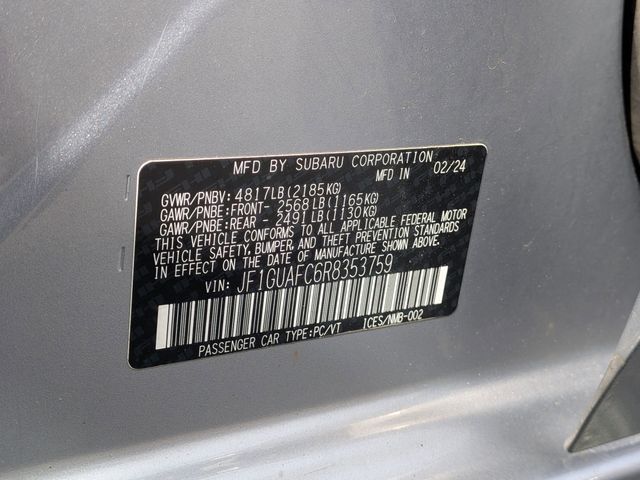 MFD BY SUBARU CORPORATION
MFD IN 02/24
GVWR/PNBV: 4817LB(2185KG)
GAWR/PNBE:FRONT- 2568LB(1165KG)
GAWR/PNBE:REAR - 2491LB(1130KG)
THIS VEHICLE CONFORMS TO ALL APPLICABLE FEDERAL MOTOR
VEHICLE SAFETY, BUMPER, AND THEFT PREVENTION STANDARDS
IN EFFECT ON THE DATE OF MANUFACTURE SHOWN ABOVE.
VIN: JF1GUAFC6R8353759
PASSENGER CAR TYPE:PC/VT ICES/NMB-002